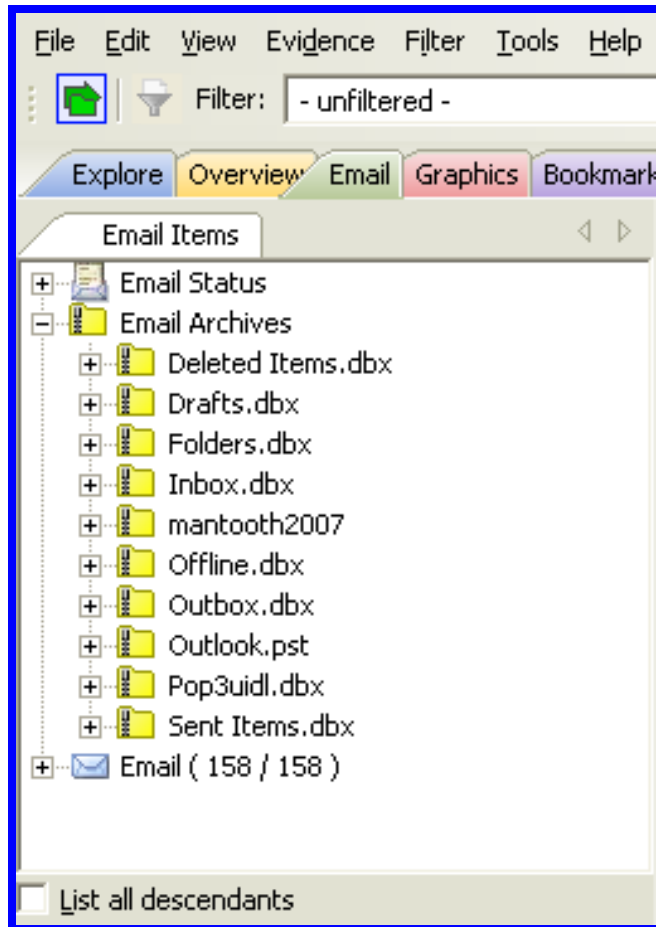 File Edit View Evidence Filter Tools Help
Filter: - unfiltered -
Explore Overview Email Graphics Bookmark
Email Items
Email Status
Email Archives
Deleted Items.dbx
Drafts.dbx
Folders.dbx
Inbox.dbx
mantooth2007
Offline.dbx
Outbox.dbx
Outlook.pst
Pop3uidl.dbx
Sent Items.dbx
Email ( 158 / 158 )
List all descendants